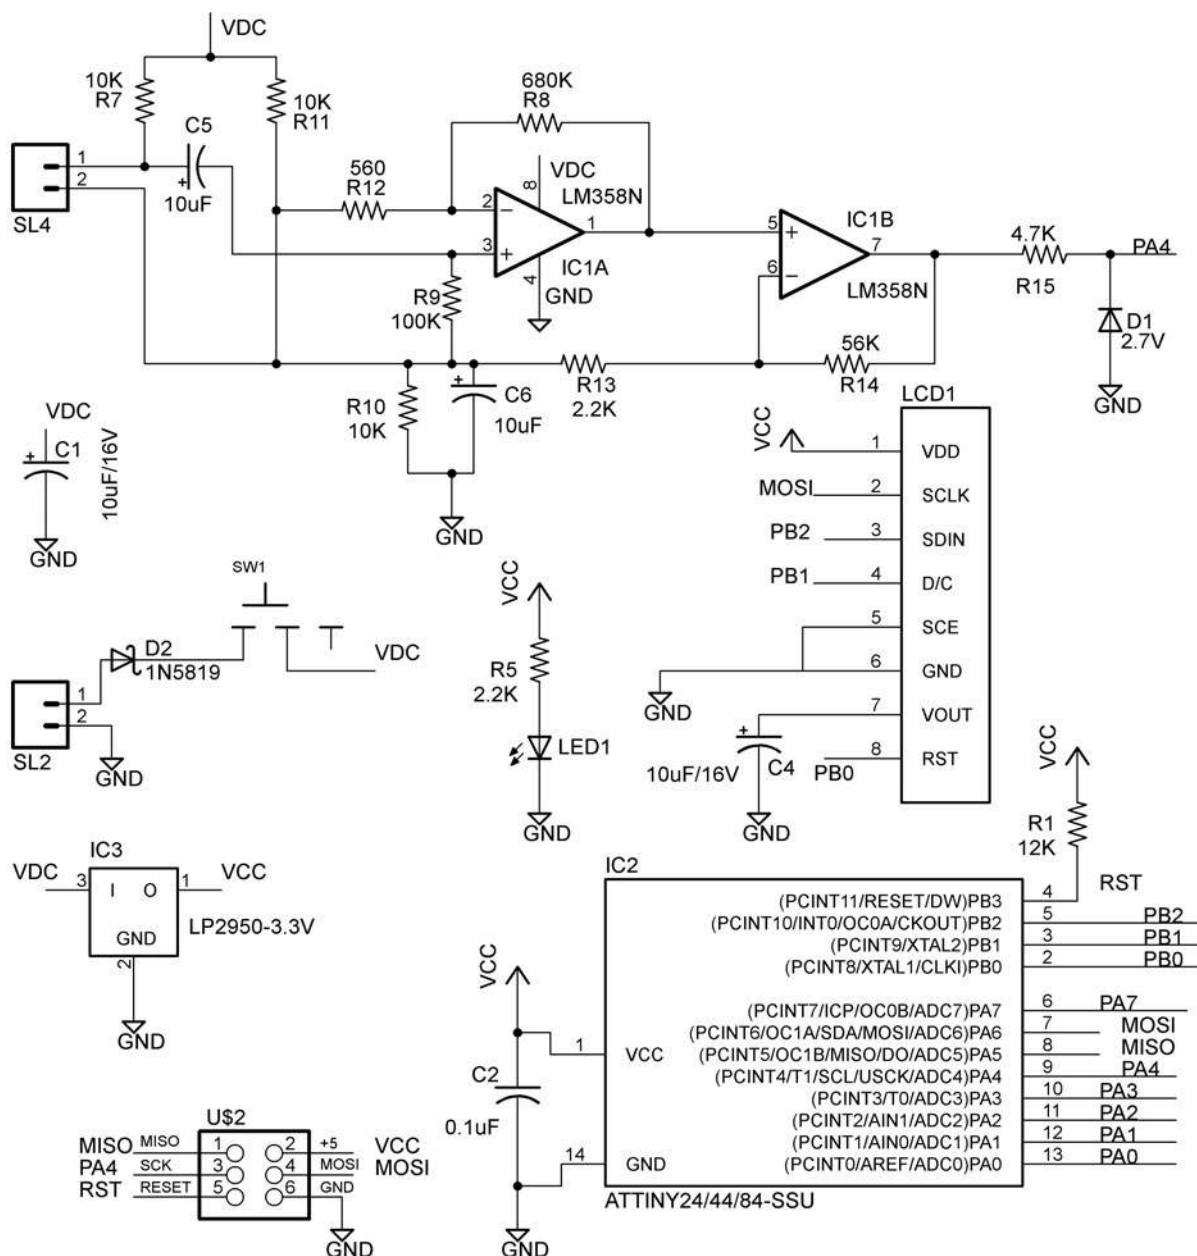 VDC
10K
R7
10K
R11
680K
R8
C5
10uF
1
2
SL4
560
R12
VDC
8
LM358N
2
3
1
4
IC1A
GND
R9
100K
5
6
7
IC1B
LM358N
4.7K
R15
PA4
D1
2.7V
GND
56K
R14
R13
2.2K
C6
10uF
R10
10K
GND
VDC
C1
10uF/16V
GND
LCD1
VCC
1
VDD
MOSI
2
SCLK
PB2
3
SDIN
PB1
4
D/C
5
SCE
6
GND
GND
7
VOUT
10uF/16V
C4
GND
PB0
8
RST
SW1
D2
1N5819
VDC
1
2
SL2
GND
VCC
R5
2.2K
LED1
GND
VCC
R1
12K
IC3
VDC
3
I
O
1
VCC
GND
2
LP2950-3.3V
GND
IC2
(PCINT11/RESET/DW)PB3 4 RST
(PCINT10/INT0/OC0A/CKOUT)PB2 5 PB2
(PCINT9/XTAL2)PB1 3 PB1
(PCINT8/XTAL1/CLKI)PB0 2 PB0
(PCINT7/ICP/OC0B/ADC7)PA7 6 PA7
(PCINT6/OC1A/SDA/MOSI/ADC6)PA6 7 MOSI
(PCINT5/OC1B/MISO/DO/ADC5)PA5 8 MISO
(PCINT4/T1/SCL/USCK/ADC4)PA4 9 PA4
(PCINT3/T0/ADC3)PA3 10 PA3
(PCINT2/AIN1/ADC2)PA2 11 PA2
(PCINT1/AIN0/ADC1)PA1 12 PA1
(PCINT0/AREF/ADC0)PA0 13 PA0
VCC
1
VCC
C2
0.1uF
14
GND
GND
ATTINY24/44/84-SSU
U$2
MISO MISO 1 2 +5 VCC
PA4 SCK 3 4 MOSI MOSI
RST RESET 5 6 GND
GND